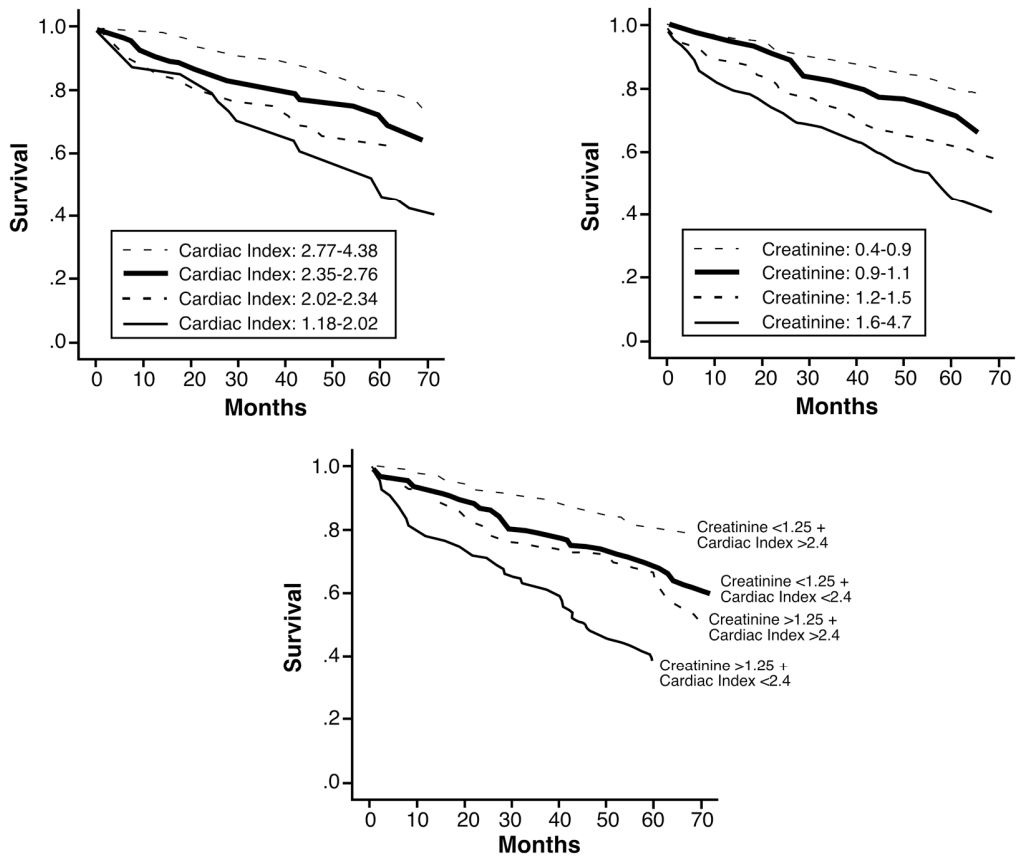 1.0
.8
.6
.4
.2
.0
Survival
Cardiac Index: 2.77-4.38
Cardiac Index: 2.35-2.76
Cardiac Index: 2.02-2.34
Cardiac Index: 1.18-2.02
0 10 20 30 40 50 60 70
Months
1.0
.8
.6
.4
.2
.0
Survival
Creatinine: 0.4-0.9
Creatinine: 0.9-1.1
Creatinine: 1.2-1.5
Creatinine: 1.6-4.7
0 10 20 30 40 50 60 70
Months
1.0
.8
.6
.4
.2
.0
Survival
Creatinine <1.25 +
Cardiac Index >2.4
Creatinine <1.25 +
Cardiac Index <2.4
Creatinine >1.25 +
Cardiac Index >2.4
Creatinine >1.25 +
Cardiac Index <2.4
0 10 20 30 40 50 60 70
Months